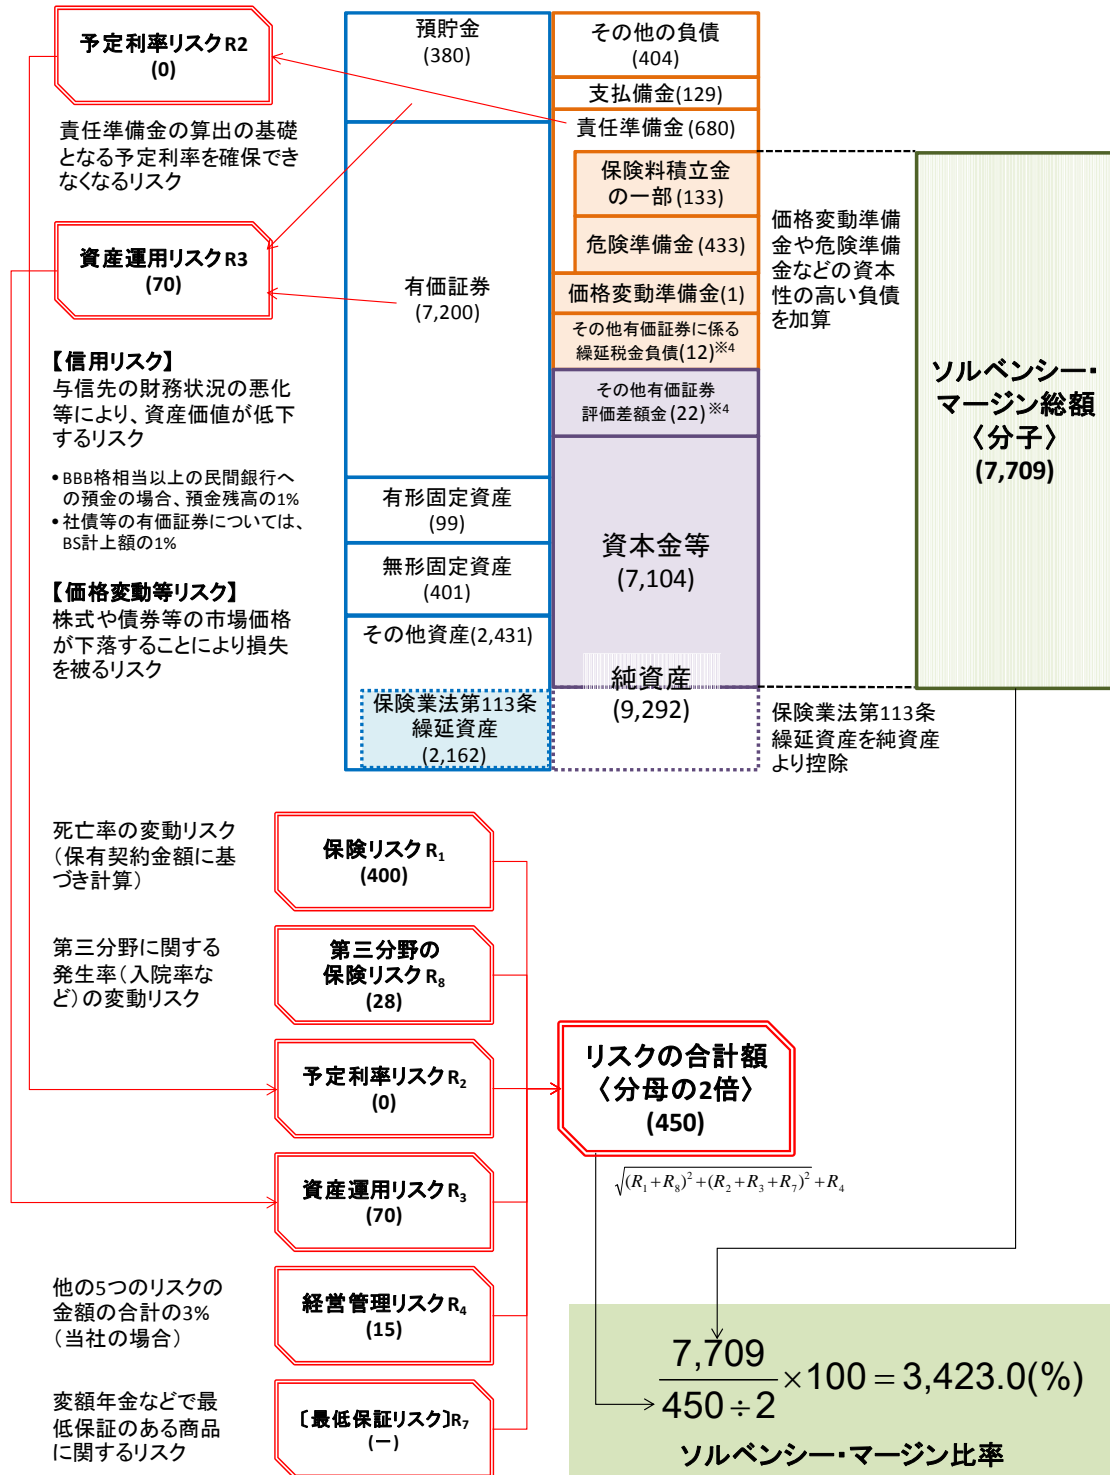 予定利率リスクR2
(0)
責任準備金の算出の基礎
となる予定利率を確保でき
なくなるリスク
資産運用リスクR3
(70)
【信用リスク】
与信先の財務状況の悪化
等により、資産価値が低下
するリスク
•BBB格相当以上の民間銀行へ
の預金の場合、預金残高の1%
•社債等の有価証券については、
BS計上額の1%
【価格変動等リスク】
株式や債券等の市場価格
が下落することにより損失
を被るリスク
預貯金
(380)
有価証券
(7,200)
有形固定資産
(99)
無形固定資産
(401)
その他資産(2,431)
保険業法第113条
繰延資産
(2,162)
その他の負債
(404)
支払備金(129)
責任準備金(680)
保険料積立金
の一部(133)
危険準備金(433)
価格変動準備金(1)
その他有価証券に係る
繰延税金負債(12)※4
その他有価証券
評価差額金(22)※4
資本金等
(7,104)
純資産
(9,292)
価格変動準備
金や危険準備
金などの資本
性の高い負債
を加算
保険業法第113条
繰延資産を純資産
より控除
ソルベンシー・
マージン総額
〈分子〉
(7,709)
死亡率の変動リスク
(保有契約金額に基
づき計算)
保険リスクR1
(400)
第三分野に関する
発生率(入院率な
ど)の変動リスク
第三分野の
保険リスクR8
(28)
予定利率リスクR2
(0)
資産運用リスクR3
(70)
他の5つのリスクの
金額の合計の3%
(当社の場合)
経営管理リスクR4
(15)
変額年金などで最
低保証のある商品
に関するリスク
〔最低保証リスク〕R7
(−)
リスクの合計額
〈分母の2倍〉
(450)
√(R1+R8)²+(R2+R3+R7)²+R4
7,709
450÷2
×100=3,423.0(%)
ソルベンシー・マージン比率